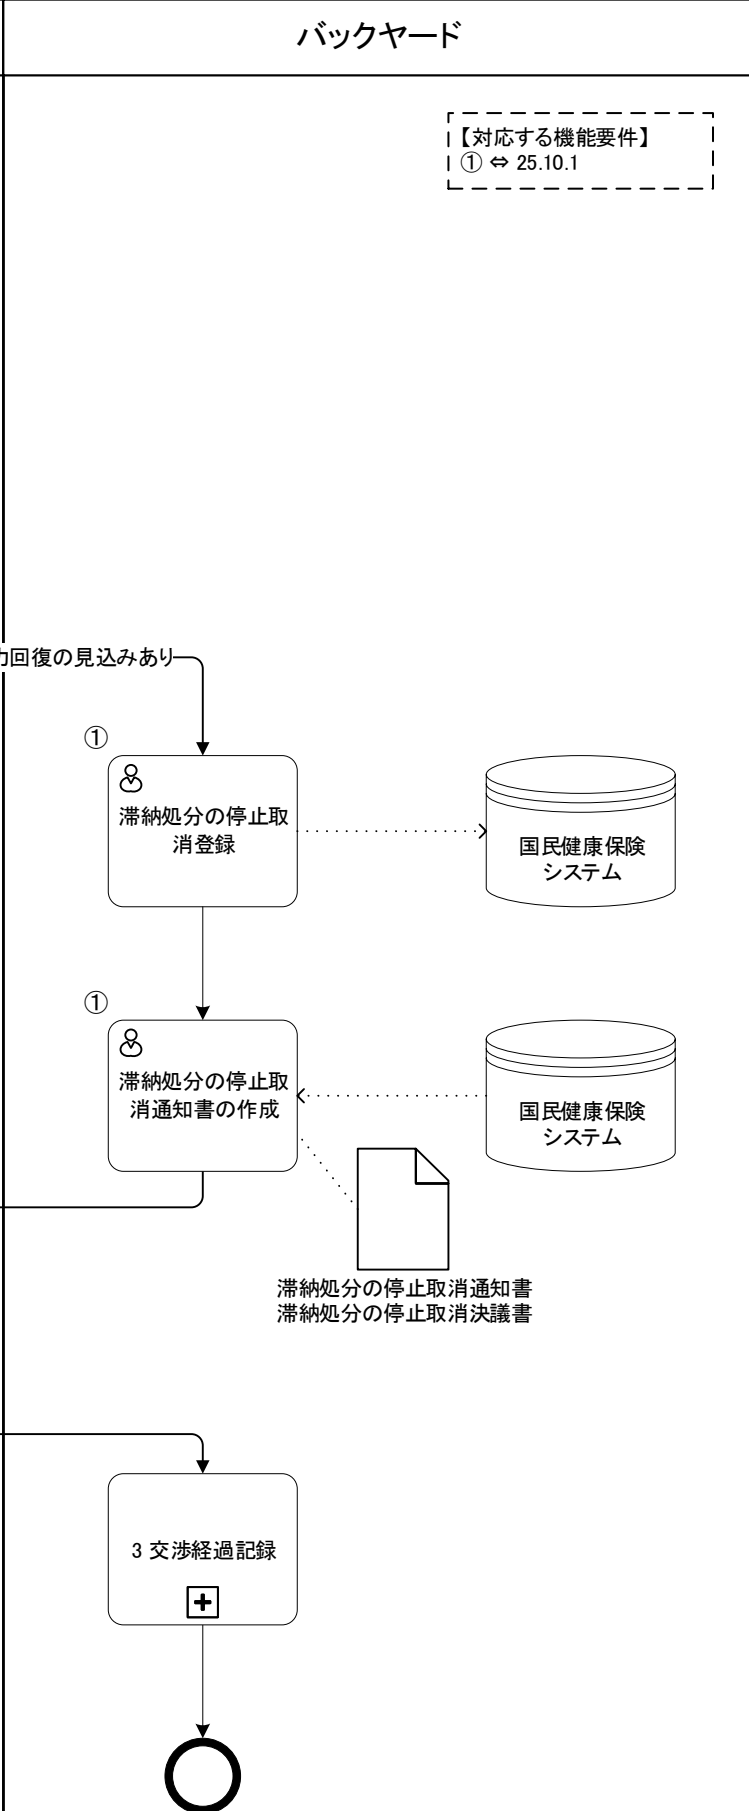 バックヤード
【対応する機能要件】
① ⇔ 25.10.1
回復の見込みあり
①
滞納処分の停止取
消登録
国民健康保険
システム
①
滞納処分の停止取
消通知書の作成
国民健康保険
システム
滞納処分の停止取消通知書
滞納処分の停止取消決議書
3 交渉経過記録